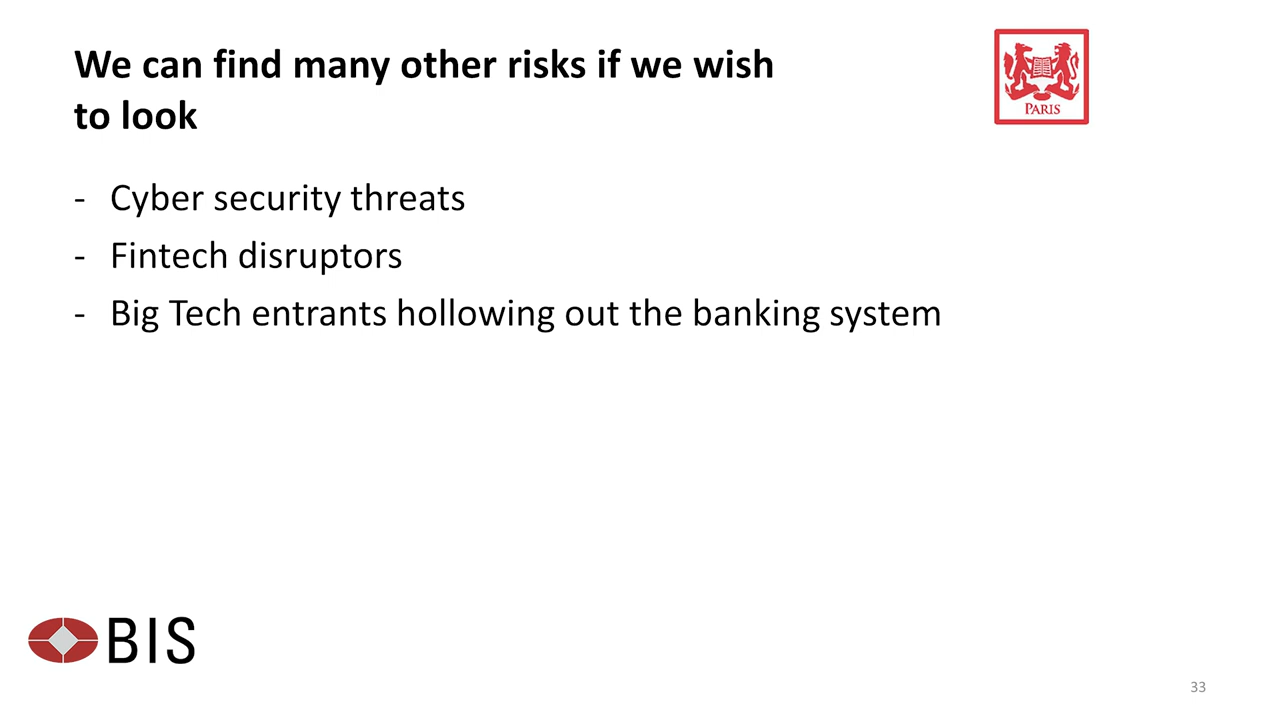 We can find many other risks if we wish
to look
PARIS
- Cyber security threats
- Fintech disruptors
- Big Tech entrants hollowing out the banking system
BIS
33